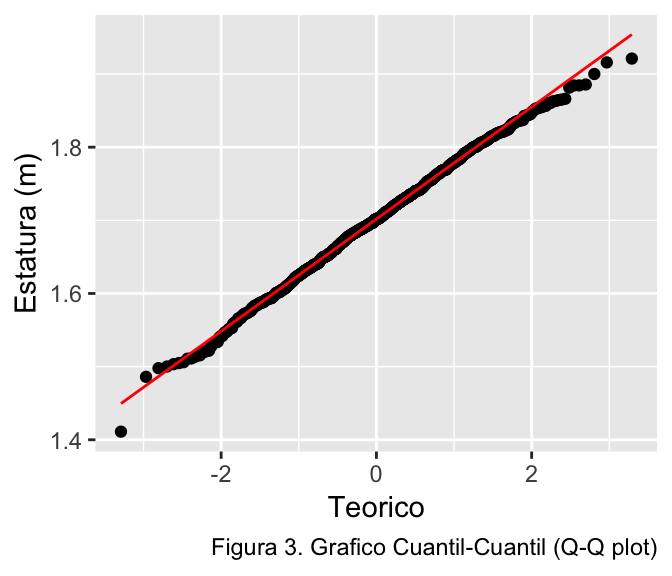 Estatura (m)
1.8
1.6
1.4
-2
0
2
Teorico
Figura 3. Grafico Cuantil-Cuantil (Q-Q plot)